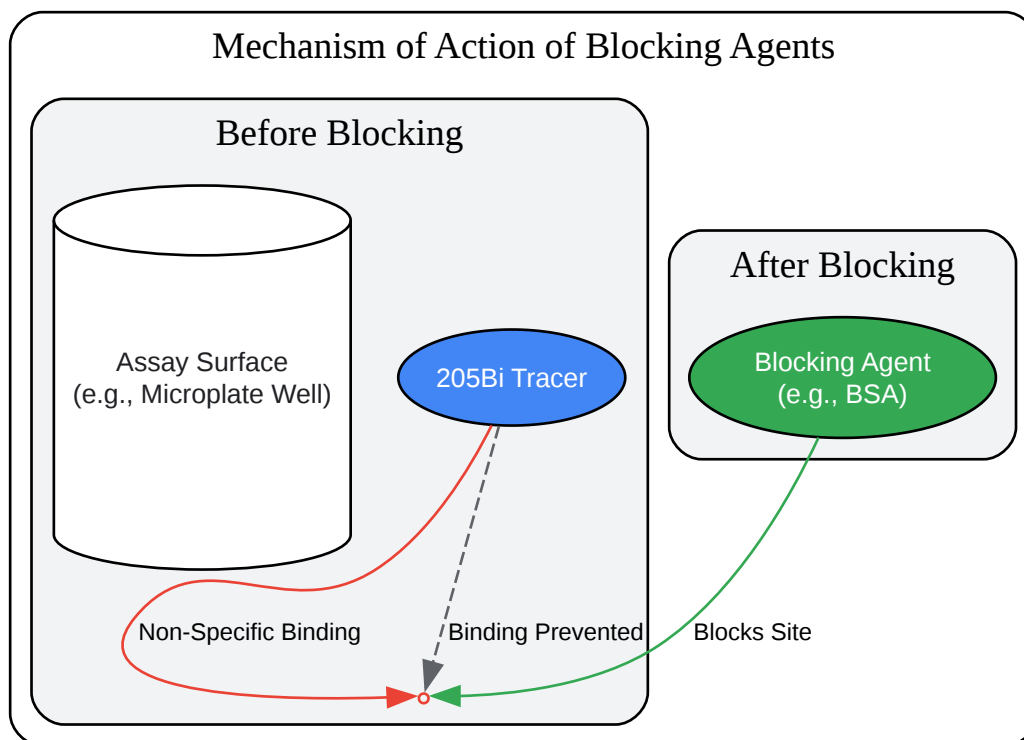 Mechanism of Action of Blocking Agents
Before Blocking
Assay Surface
(e.g., Microplate Well)
205Bi Tracer
After Blocking
Blocking Agent
(e.g., BSA)
Non-Specific Binding
Binding Prevented
Blocks Site